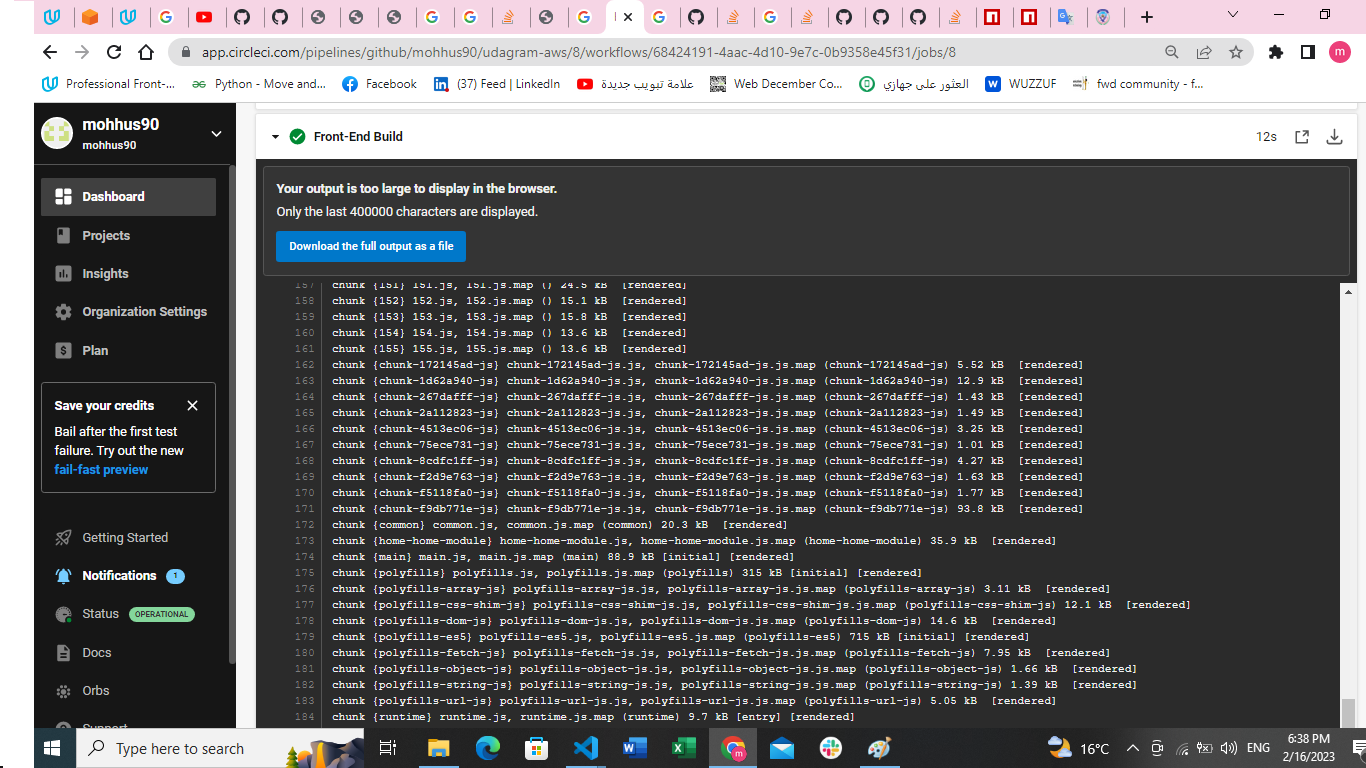 app.circleci.com/pipelines/github/mohhus90/udagram-aws/8/workflows/68424191-4aac-4d10-9e7c-0b9358e45f31/jobs/8
m
Professional Front-...
Python - Move and...
Facebook
(37) Feed | LinkedIn
علامة تبويب جديدة
Web December Co...
العثور على جهازي
WUZZUF
fwd community - f...
mohhus90
mohhus90
Dashboard
Projects
Insights
Organization Settings
Plan
Save your credits
Bail after the first test
failure. Try out the new
fail-fast preview
Getting Started
Notifications 1
Status OPERATIONAL
Docs
Orbs
Support
Front-End Build
12s
Your output is too large to display in the browser.
Only the last 400000 characters are displayed.
Download the full output as a file
157 chunk {151} 151.js, 151.js.map () 24.5 kB [rendered]
158 chunk {152} 152.js, 152.js.map () 15.1 kB [rendered]
159 chunk {153} 153.js, 153.js.map () 15.8 kB [rendered]
160 chunk {154} 154.js, 154.js.map () 13.6 kB [rendered]
161 chunk {155} 155.js, 155.js.map () 13.6 kB [rendered]
162 chunk {chunk-172145ad-js} chunk-172145ad-js.js, chunk-172145ad-js.js.map (chunk-172145ad-js) 5.52 kB [rendered]
163 chunk {chunk-1d62a940-js} chunk-1d62a940-js.js, chunk-1d62a940-js.js.map (chunk-1d62a940-js) 12.9 kB [rendered]
164 chunk {chunk-267dafff-js} chunk-267dafff-js.js, chunk-267dafff-js.js.map (chunk-267dafff-js) 1.43 kB [rendered]
165 chunk {chunk-2a112823-js} chunk-2a112823-js.js, chunk-2a112823-js.js.map (chunk-2a112823-js) 1.49 kB [rendered]
166 chunk {chunk-4513ec06-js} chunk-4513ec06-js.js, chunk-4513ec06-js.js.map (chunk-4513ec06-js) 3.25 kB [rendered]
167 chunk {chunk-75ece731-js} chunk-75ece731-js.js, chunk-75ece731-js.js.map (chunk-75ece731-js) 1.01 kB [rendered]
168 chunk {chunk-8cdfc1ff-js} chunk-8cdfc1ff-js.js, chunk-8cdfc1ff-js.js.map (chunk-8cdfc1ff-js) 4.27 kB [rendered]
169 chunk {chunk-f2d9e763-js} chunk-f2d9e763-js.js, chunk-f2d9e763-js.js.map (chunk-f2d9e763-js) 1.63 kB [rendered]
170 chunk {chunk-f5118fa0-js} chunk-f5118fa0-js.js, chunk-f5118fa0-js.js.map (chunk-f5118fa0-js) 1.77 kB [rendered]
171 chunk {chunk-f9db771e-js} chunk-f9db771e-js.js, chunk-f9db771e-js.js.map (chunk-f9db771e-js) 93.8 kB [rendered]
172 chunk {common} common.js, common.js.map (common) 20.3 kB [rendered]
173 chunk {home-home-module} home-home-module.js, home-home-module.js.map (home-home-module) 35.9 kB [rendered]
174 chunk {main} main.js, main.js.map (main) 88.9 kB [initial] [rendered]
175 chunk {polyfills} polyfills.js, polyfills.js.map (polyfills) 315 kB [initial] [rendered]
176 chunk {polyfills-array-js} polyfills-array-js.js, polyfills-array-js.js.map (polyfills-array-js) 3.11 kB [rendered]
177 chunk {polyfills-css-shim-js} polyfills-css-shim-js.js, polyfills-css-shim-js.js.map (polyfills-css-shim-js) 12.1 kB [rendered]
178 chunk {polyfills-dom-js} polyfills-dom-js.js, polyfills-dom-js.js.map (polyfills-dom-js) 14.6 kB [rendered]
179 chunk {polyfills-es5} polyfills-es5.js, polyfills-es5.js.map (polyfills-es5) 715 kB [initial] [rendered]
180 chunk {polyfills-fetch-js} polyfills-fetch-js.js, polyfills-fetch-js.js.map (polyfills-fetch-js) 7.95 kB [rendered]
181 chunk {polyfills-object-js} polyfills-object-js.js, polyfills-object-js.js.map (polyfills-object-js) 1.66 kB [rendered]
182 chunk {polyfills-string-js} polyfills-string-js.js, polyfills-string-js.js.map (polyfills-string-js) 1.39 kB [rendered]
183 chunk {polyfills-url-js} polyfills-url-js.js, polyfills-url-js.js.map (polyfills-url-js) 5.05 kB [rendered]
184 chunk {runtime} runtime.js, runtime.js.map (runtime) 9.7 kB [entry] [rendered]
Type here to search
16°C
ENG
6:38 PM
2/16/2023